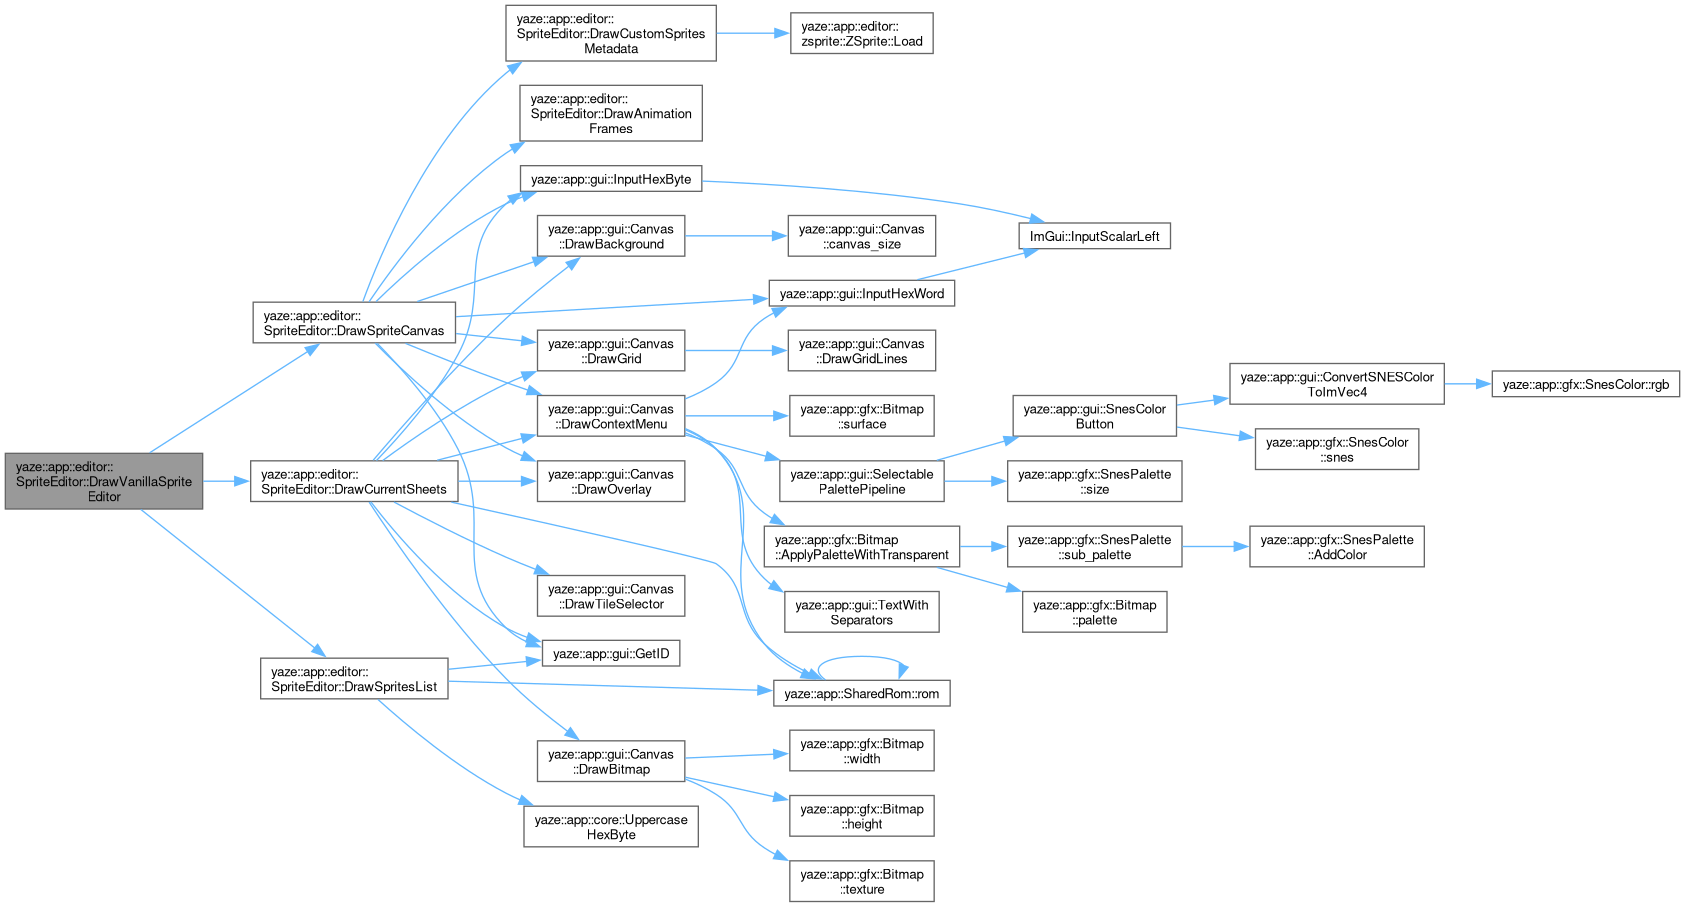 yaze::app::editor::
SpriteEditor::DrawVanillaSprite
Editor
yaze::app::editor::
SpriteEditor::DrawSpriteCanvas
yaze::app::editor::
SpriteEditor::DrawCurrentSheets
yaze::app::editor::
SpriteEditor::DrawSpritesList
yaze::app::editor::
SpriteEditor::DrawCustomSprites
Metadata
yaze::app::editor::
SpriteEditor::DrawAnimation
Frames
yaze::app::gui::InputHexByte
yaze::app::gui::Canvas
::DrawBackground
yaze::app::gui::Canvas
::DrawGrid
yaze::app::gui::Canvas
::DrawContextMenu
yaze::app::gui::Canvas
::DrawOverlay
yaze::app::gui::Canvas
::DrawTileSelector
yaze::app::gui::GetID
yaze::app::gui::Canvas
::DrawBitmap
yaze::app::core::Uppercase
HexByte
yaze::app::editor::
zsprite::ZSprite::Load
yaze::app::gui::Canvas
::canvas_size
yaze::app::gui::InputHexWord
yaze::app::gui::Canvas
::DrawGridLines
yaze::app::gfx::Bitmap
::surface
yaze::app::gui::Selectable
PalettePipeline
yaze::app::gfx::Bitmap
::ApplyPaletteWithTransparent
yaze::app::gui::TextWith
Separators
yaze::app::SharedRom::rom
yaze::app::gfx::Bitmap
::width
yaze::app::gfx::Bitmap
::height
yaze::app::gfx::Bitmap
::texture
ImGui::InputScalarLeft
yaze::app::gui::SnesColor
Button
yaze::app::gfx::SnesPalette
::size
yaze::app::gfx::SnesPalette
::sub_palette
yaze::app::gfx::Bitmap
::palette
yaze::app::gui::ConvertSNESColor
ToImVec4
yaze::app::gfx::SnesColor
::snes
yaze::app::gfx::SnesPalette
::AddColor
yaze::app::gfx::SnesColor::rgb